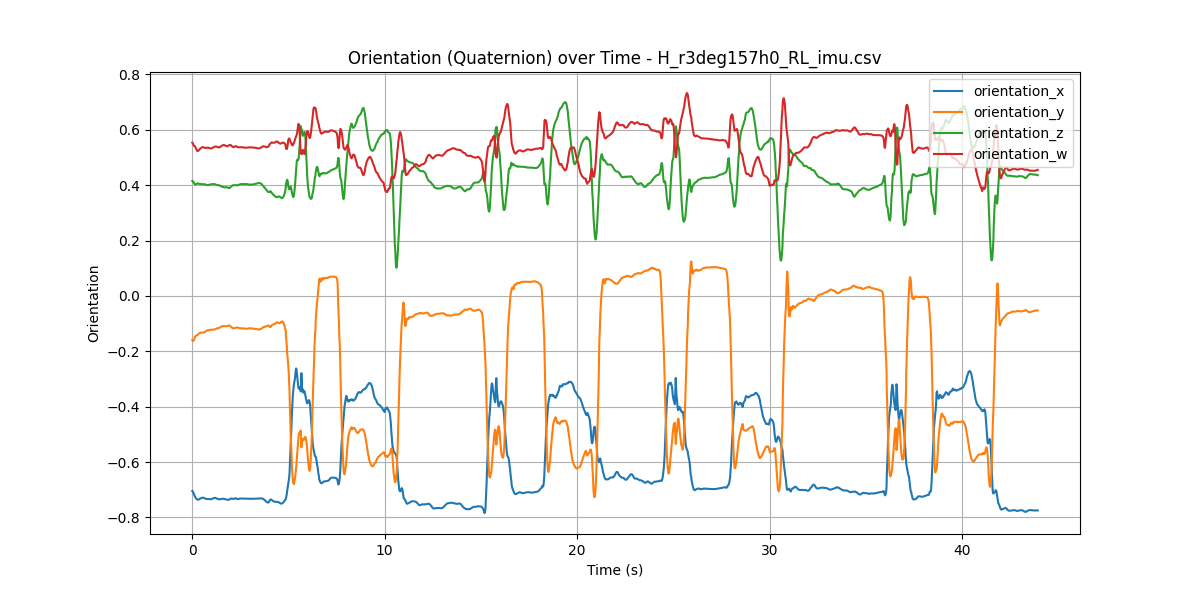 Orientation (Quaternion) over Time - H_r3deg157h0_RL_imu.csv
orientation_x
orientation_y
orientation_z
orientation_w
Orientation
0.8
0.6
0.4
0.2
0.0
−0.2
−0.4
−0.6
−0.8
0
10
20
30
40
Time (s)